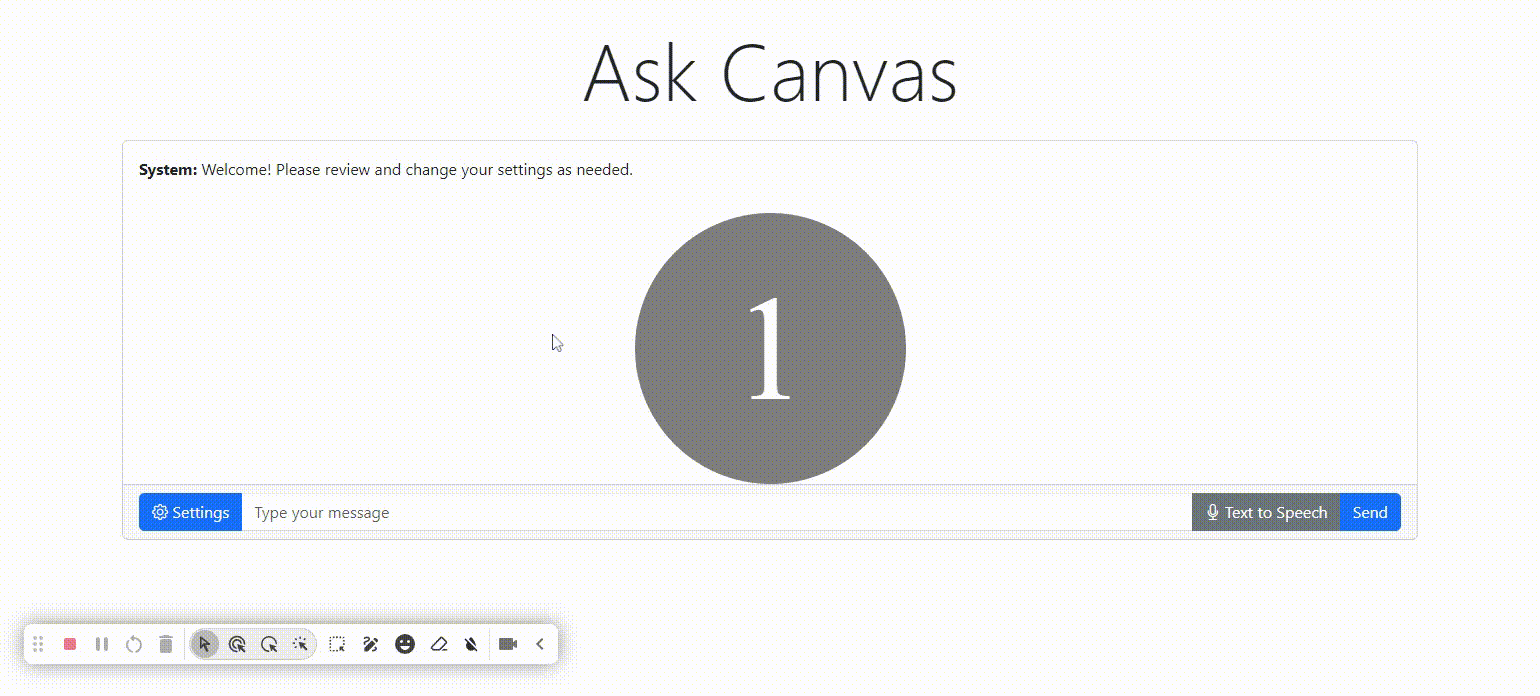 Ask Canvas
System: Welcome! Please review and change your settings as needed.
1
Settings Type your message Text to Speech Send